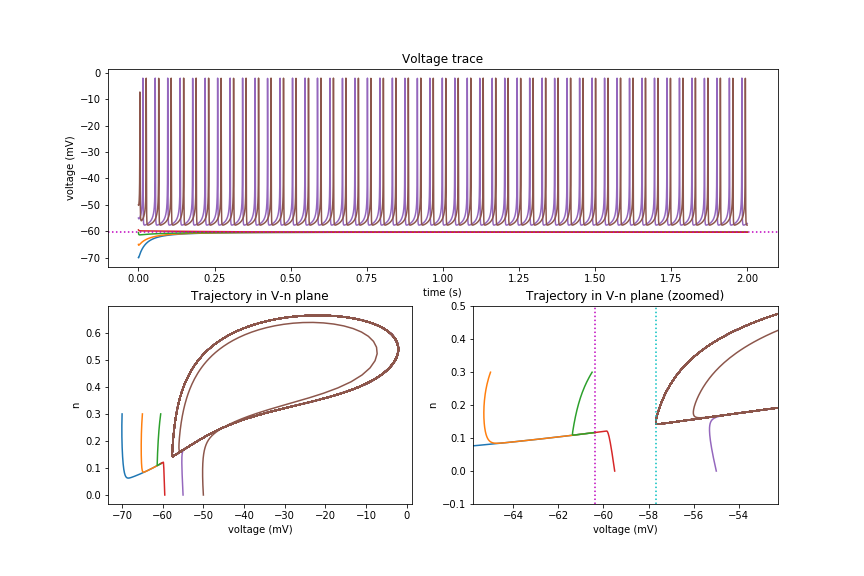 Voltage trace
0
−10
−20
−30
−40
−50
−60
−70
voltage (mV)
0.00 0.25 0.50 0.75 1.00 1.25 1.50 1.75 2.00
time (s)
Trajectory in V-n plane
0.6
0.5
0.4
0.3
0.2
0.1
0.0
n
−70 −60 −50 −40 −30 −20 −10 0
voltage (mV)
Trajectory in V-n plane (zoomed)
0.5
0.4
0.3
0.2
0.1
0.0
−0.1
n
−64 −62 −60 −58 −56 −54
voltage (mV)